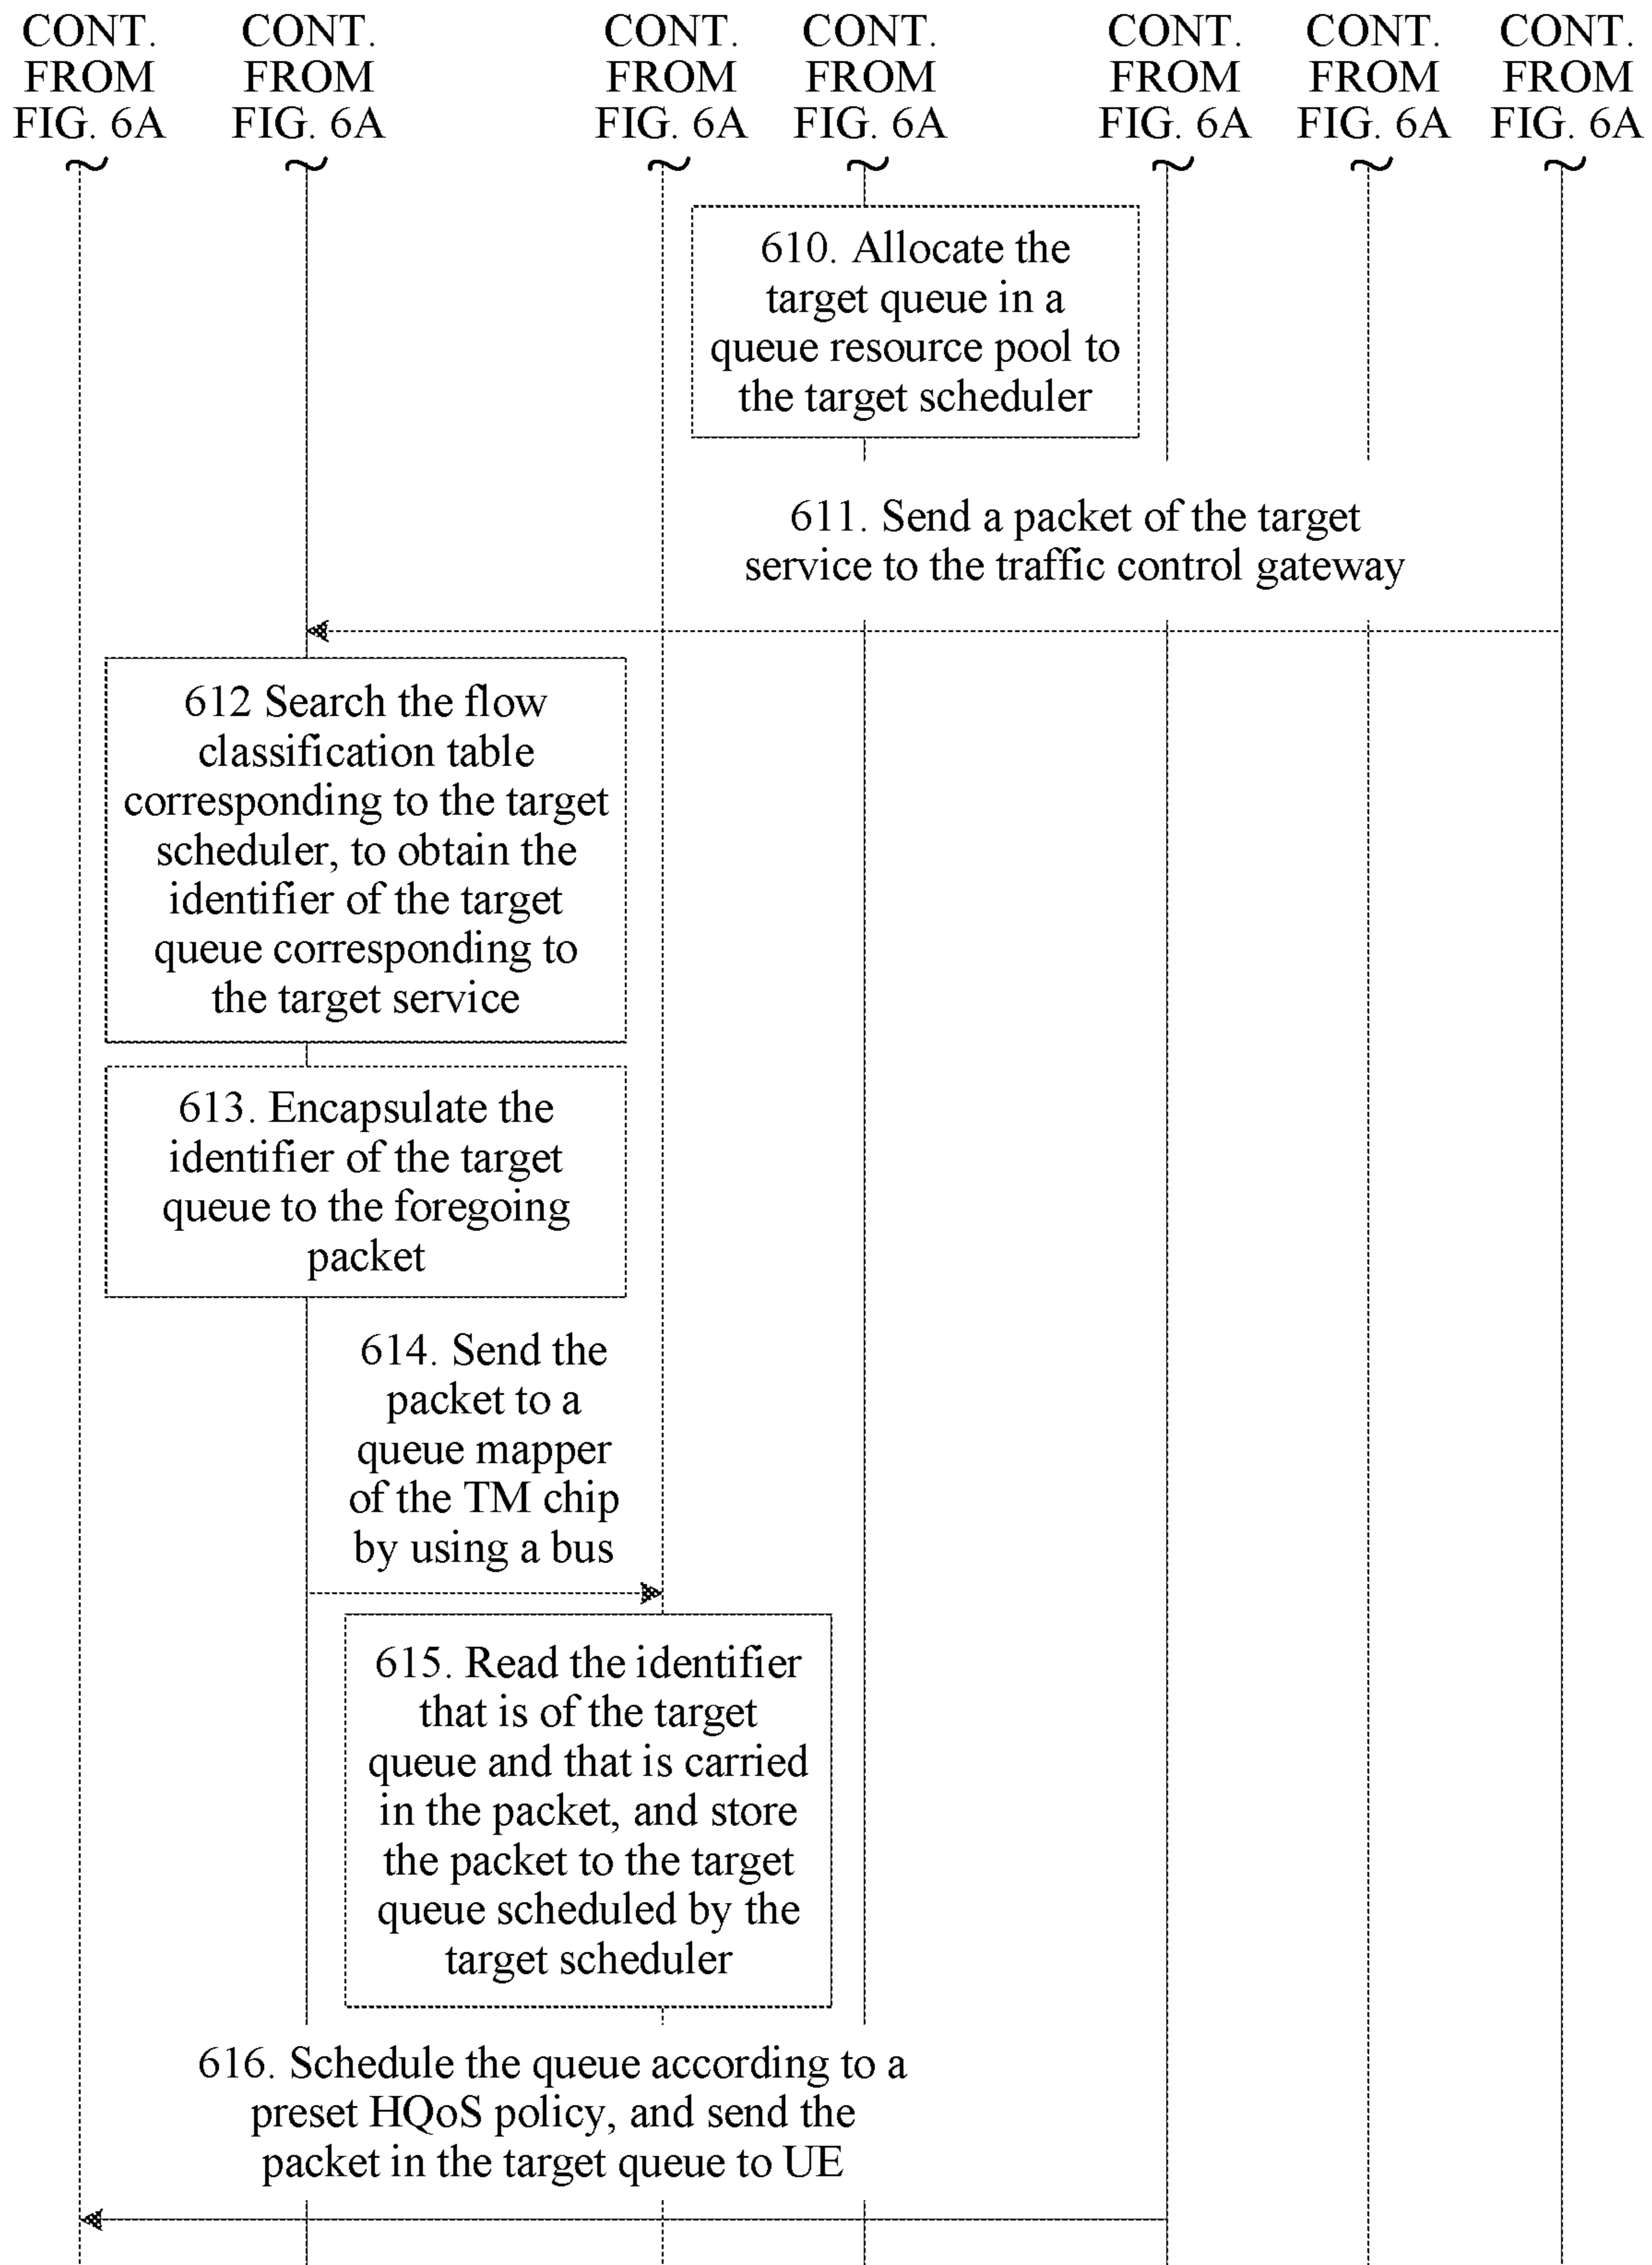 CONT. CONT. CONT. CONT. CONT. CONT. CONT.
FROM FROM FROM FROM FROM FROM FROM
FIG. 6A FIG. 6A FIG. 6A FIG. 6A FIG. 6A FIG. 6A FIG. 6A
610. Allocate the
target queue in a
queue resource pool to
the target scheduler
611. Send a packet of the target
service to the traffic control gateway
612 Search the flow
classification table
corresponding to the target
scheduler, to obtain the
identifier of the target
queue corresponding to
the target service
613. Encapsulate the
identifier of the target
queue to the foregoing
packet
614. Send the
packet to a
queue mapper
of the TM chip
by using a bus
615. Read the identifier
that is of the target
queue and that is carried
in the packet, and store
the packet to the target
queue scheduled by the
target scheduler
616. Schedule the queue according to a
preset HQoS policy, and send the
packet in the target queue to UE